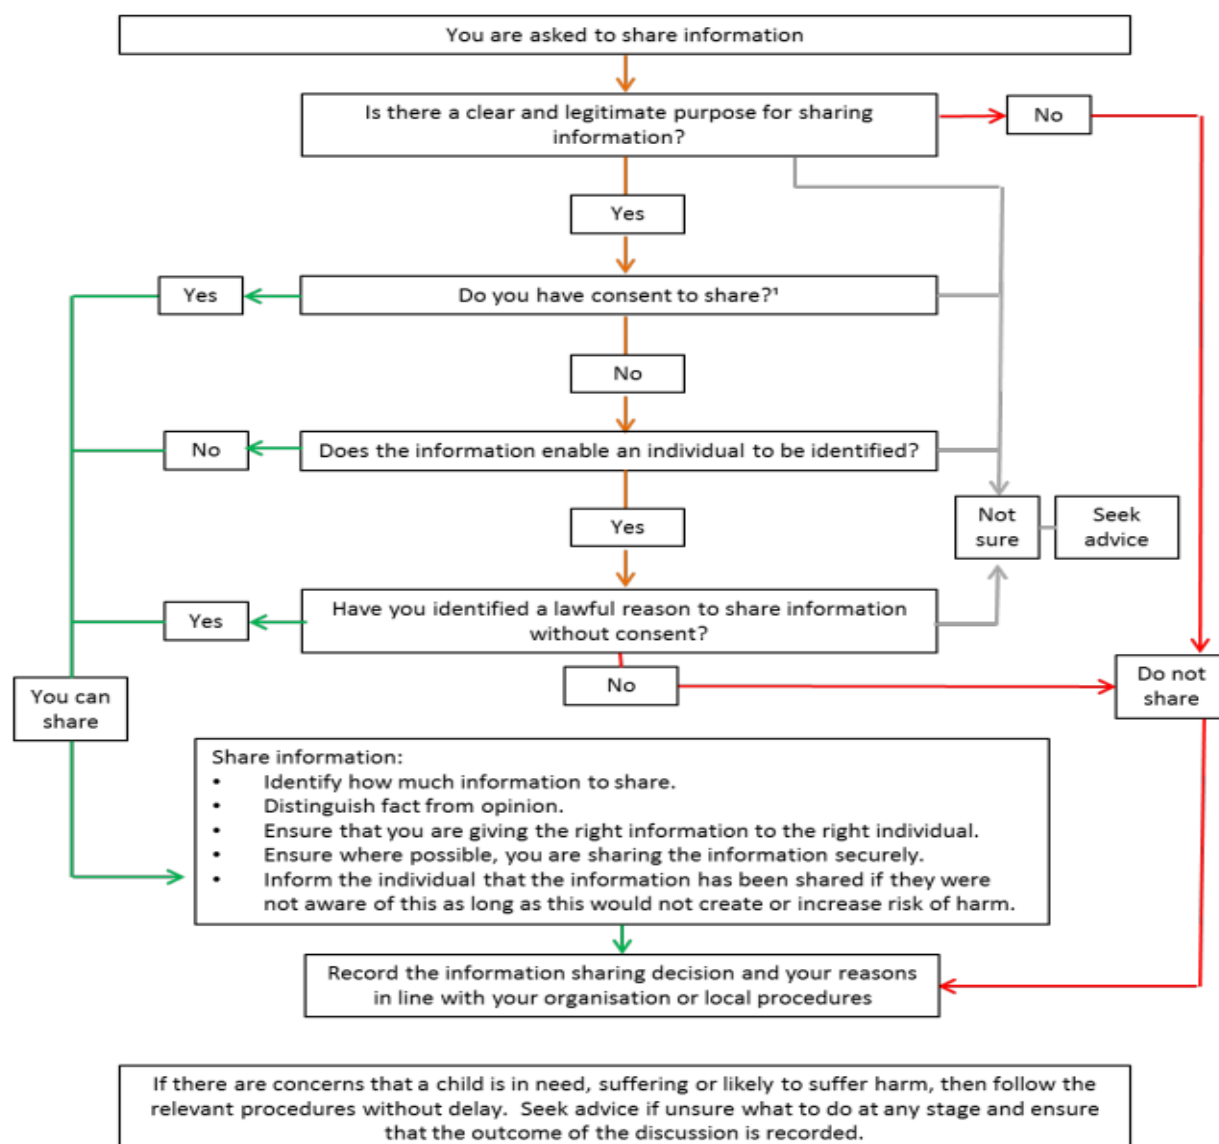 You are asked to share information
Is there a clear and legitimate purpose for sharing
information?
No
Yes
Yes
Do you have consent to share?¹
No
No
Does the information enable an individual to be identified?
Yes
Not
sure
Seek
advice
Yes
Have you identified a lawful reason to share information
without consent?
No
Do not
share
You can
share
Share information:
• Identify how much information to share.
• Distinguish fact from opinion.
• Ensure that you are giving the right information to the right individual.
• Ensure where possible, you are sharing the information securely.
• Inform the individual that the information has been shared if they were
not aware of this as long as this would not create or increase risk of harm.
Record the information sharing decision and your reasons
in line with your organisation or local procedures
If there are concerns that a child is in need, suffering or likely to suffer harm, then follow the
relevant procedures without delay.  Seek advice if unsure what to do at any stage and ensure
that the outcome of the discussion is recorded.